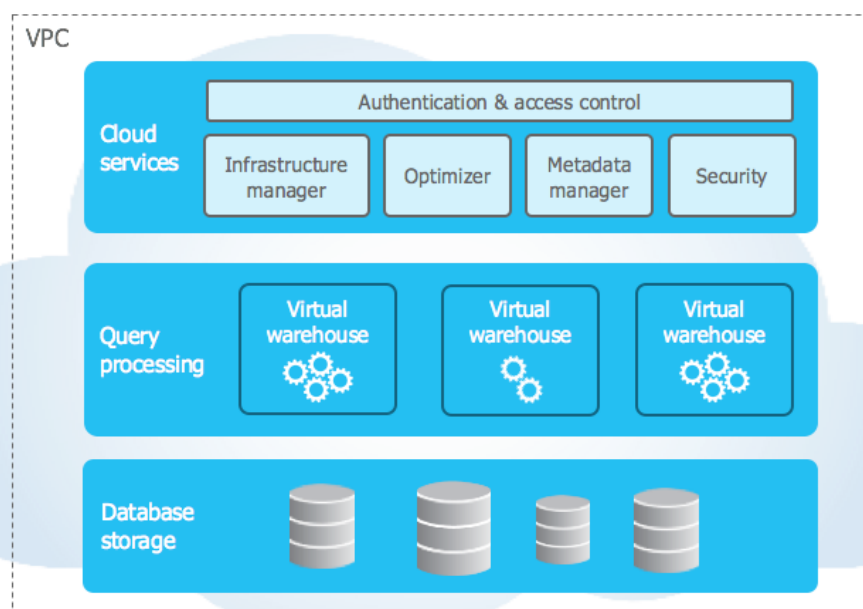 VPC
Cloud
services
Authentication & access control
Infrastructure
manager
Optimizer
Metadata
manager
Security
Query
processing
Virtual
warehouse
Virtual
warehouse
Virtual
warehouse
Database
storage